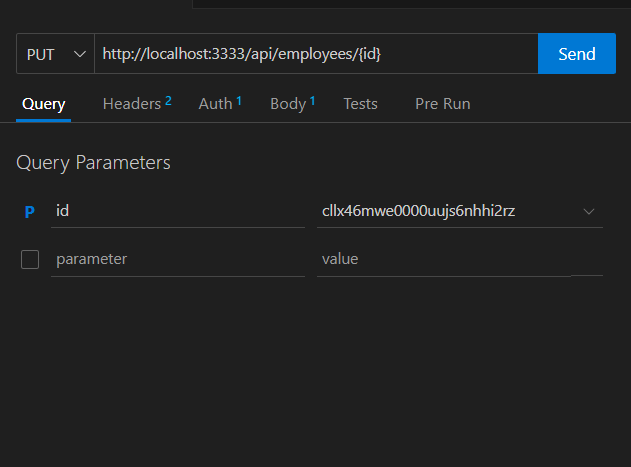 PUT http://localhost:3333/api/employees/{id} Send
Query Headers 2 Auth 1 Body 1 Tests Pre Run
Query Parameters
P id cllx46mwe0000uujs6nhhi2rz
parameter value